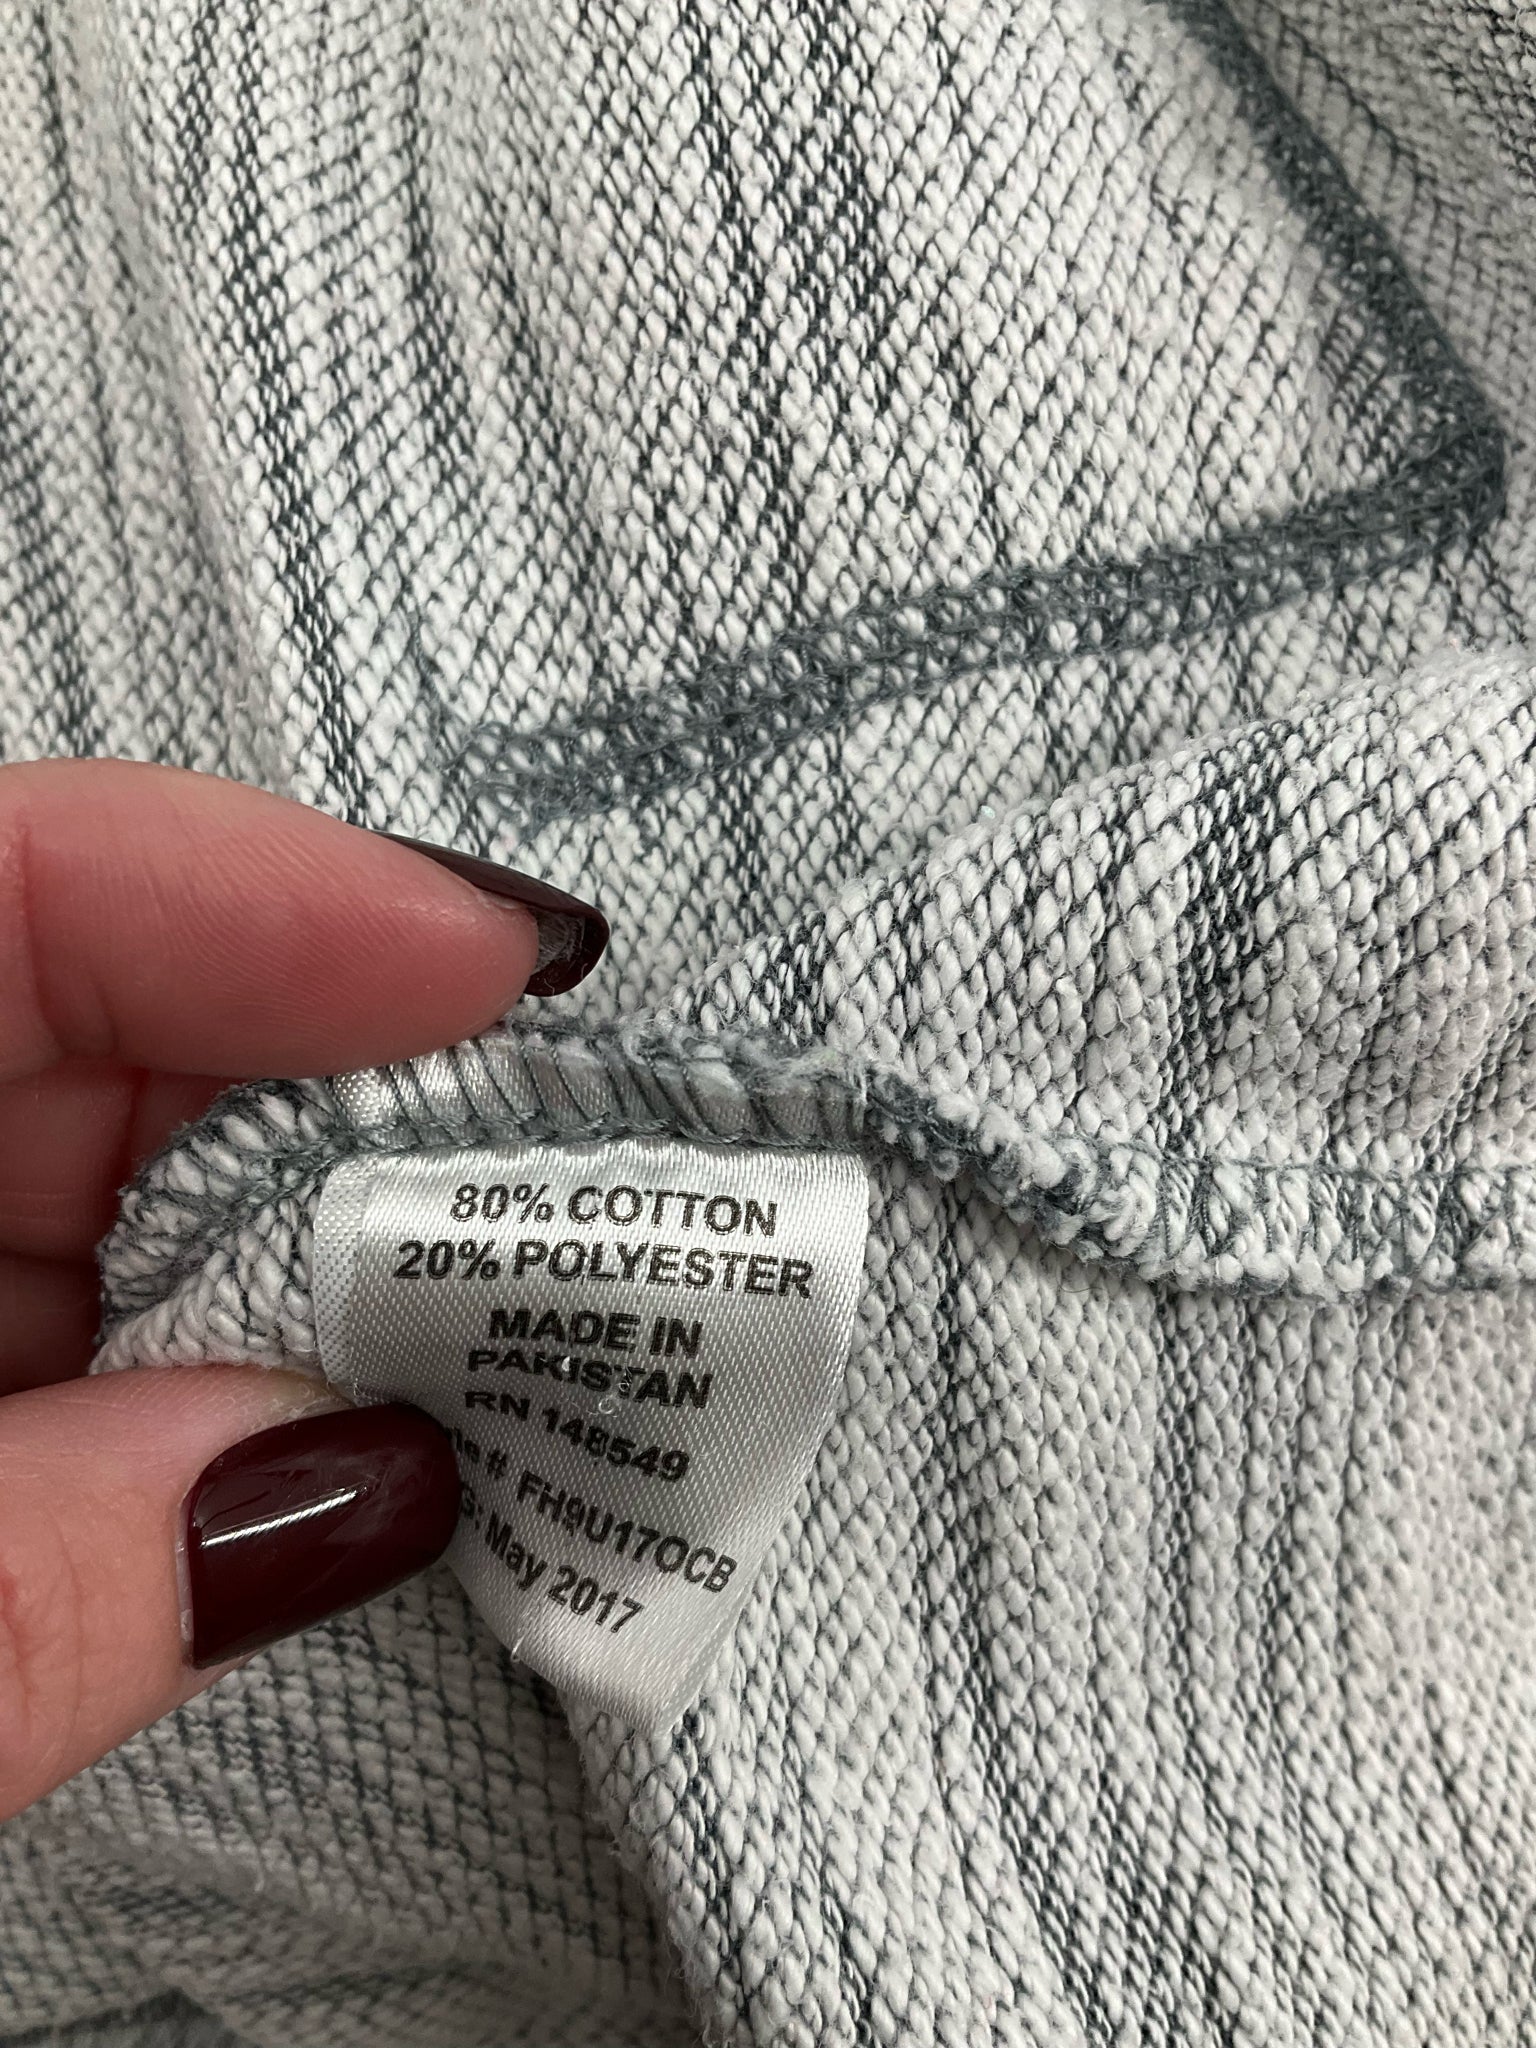 80% COTTON
20% POLYESTER
MADE IN
PAKISTAN
RN 148549
# FH9U17OCB
May 2017